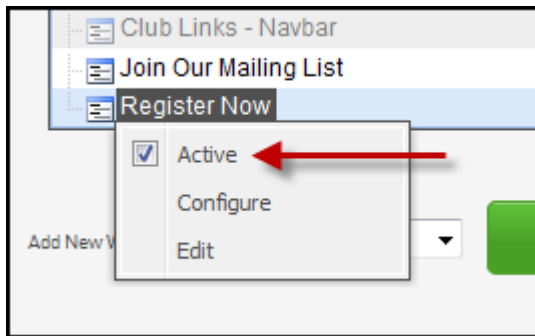 Club Links - Navbar
Join Our Mailing List
Register Now
Active
Configure
Add New
Edit